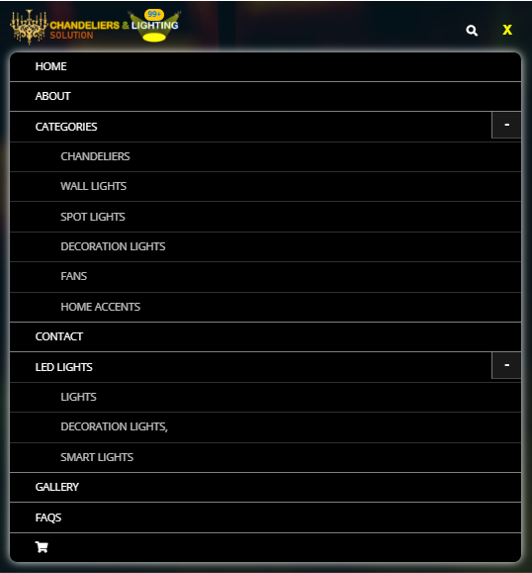 99+
CHANDELIERS & LIGHTING
SOLUTION
X
HOME
ABOUT
CATEGORIES
-
CHANDELIERS
WALL LIGHTS
SPOT LIGHTS
DECORATION LIGHTS
FANS
HOME ACCENTS
CONTACT
LED LIGHTS
-
LIGHTS
DECORATION LIGHTS,
SMART LIGHTS
GALLERY
FAQS